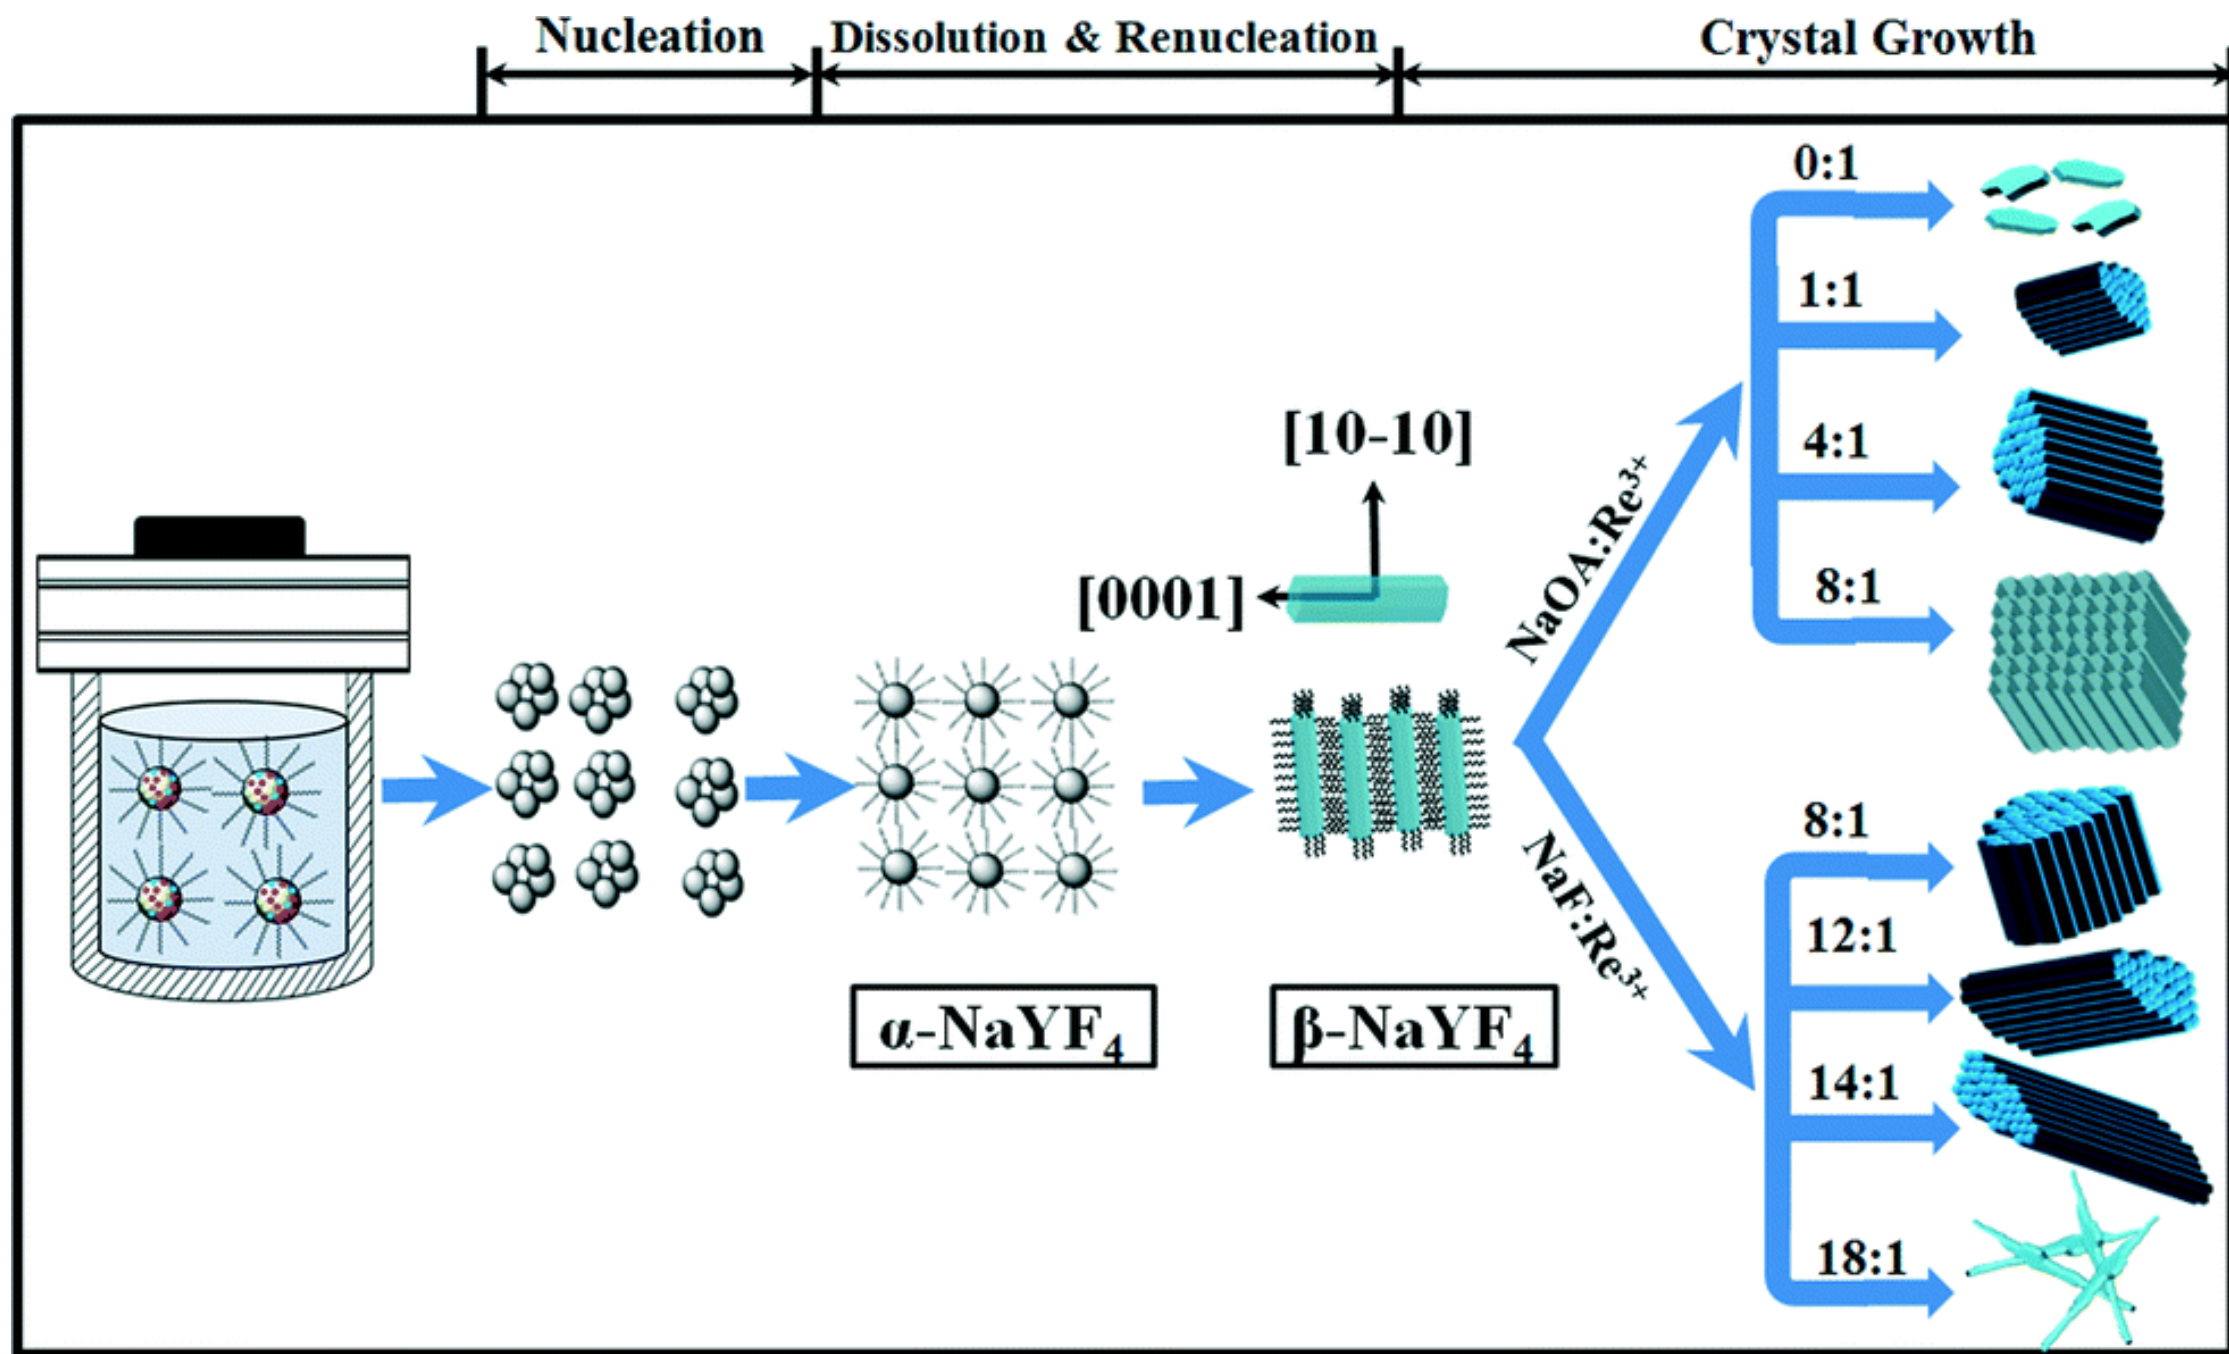 Nucleation
Dissolution & Renucleation
Crystal Growth
0:1
1:1
4:1
8:1
[10-10]
[0001]
NaOA:Re³⁺
NaF:Re³⁺
8:1
12:1
14:1
18:1
α-NaYF₄
β-NaYF₄